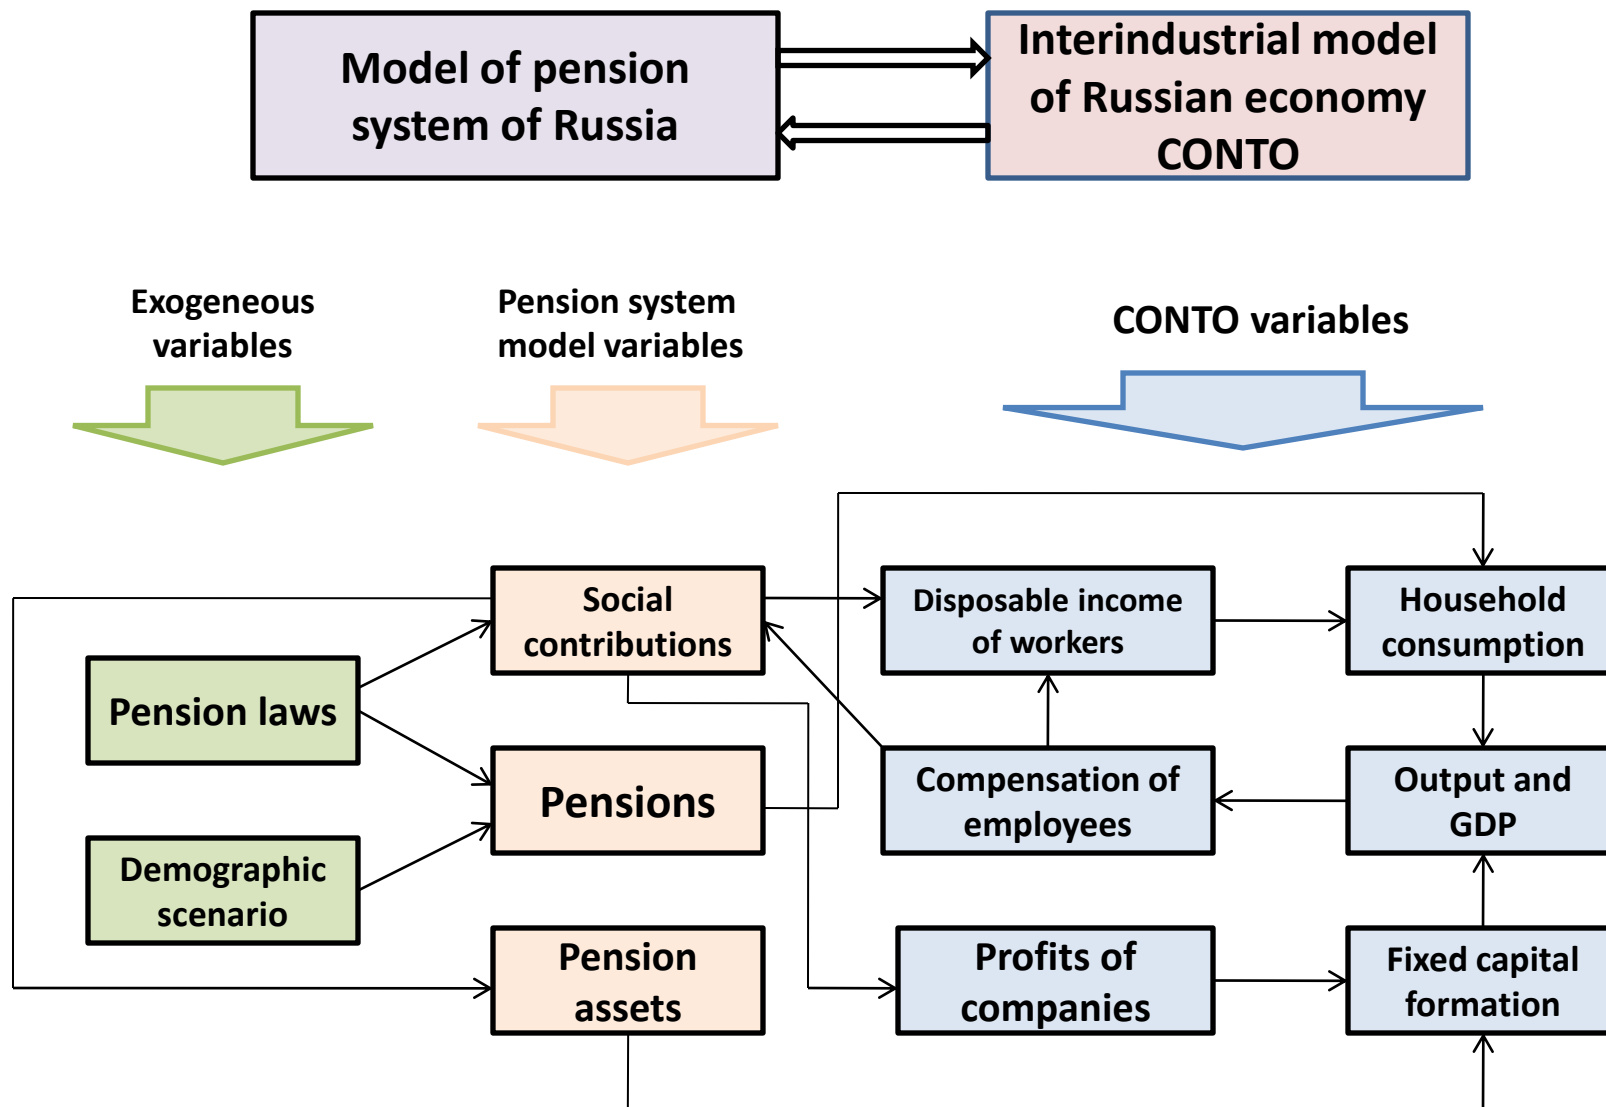 Model of pension
system of Russia
Interindustrial model
of Russian economy
CONTO
Exogeneous
variables
Pension system
model variables
CONTO variables
Social
contributions
Disposable income
of workers
Household
consumption
Pension laws
Pensions
Compensation of
employees
Output and
GDP
Demographic
scenario
Pension
assets
Profits of
companies
Fixed capital
formation